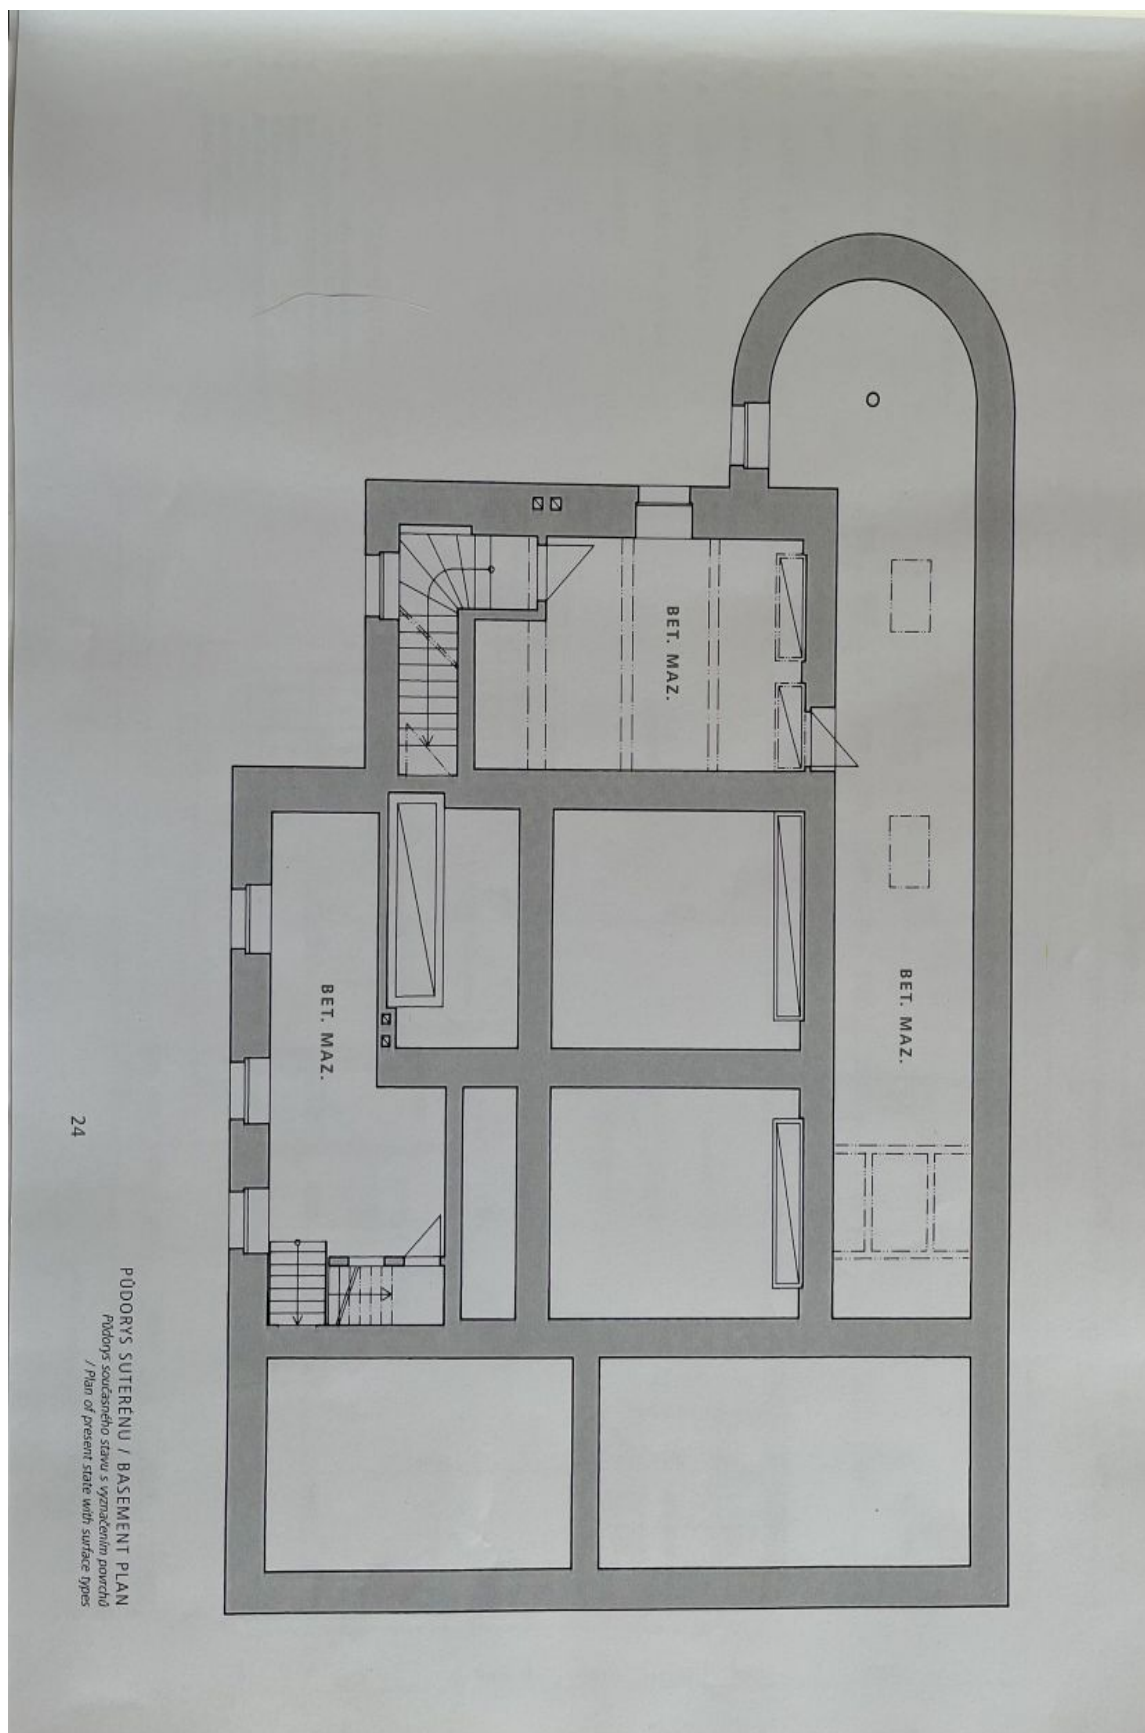 BET. MAZ.
BET. MAZ.
BET. MAZ.
24
PŮDORYS SUTERÉNU / BASEMENT PLAN
Půdorys současného stavu s vyznačením povrchů
/ Plan of present state with surface types